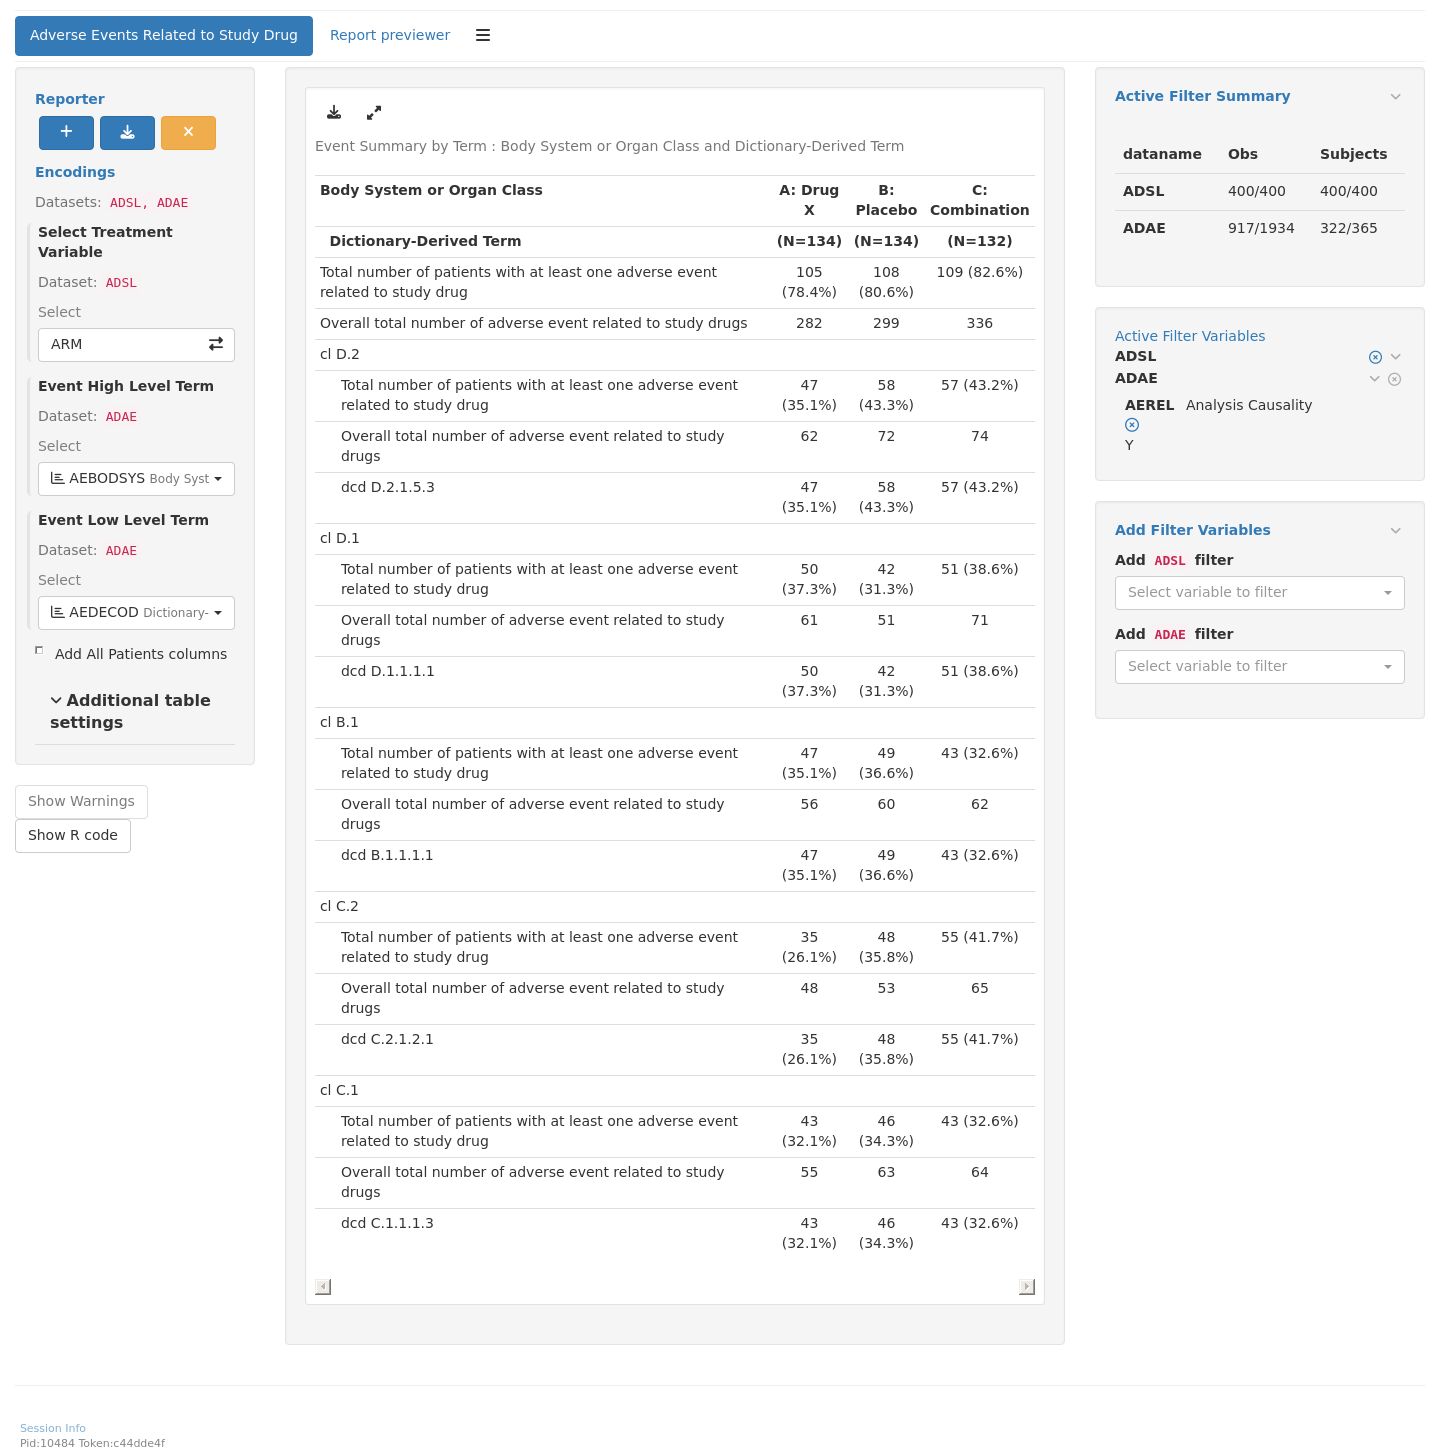 Adverse Events Related to Study Drug
Report previewer
Reporter
Encodings
Datasets: ADSL, ADAE
Select Treatment
Variable
Dataset: ADSL
Select
ARM
Event High Level Term
Dataset: ADAE
Select
AEBODSYS Body Syst
Event Low Level Term
Dataset: ADAE
Select
AEDECOD Dictionary-
Add All Patients columns
Additional table
settings
Show Warnings
Show R code
Event Summary by Term : Body System or Organ Class and Dictionary-Derived Term
Body System or Organ Class A: Drug B: C:
X Placebo Combination
Dictionary-Derived Term (N=134) (N=134) (N=132)
Total number of patients with at least one adverse event 105 108 109 (82.6%)
related to study drug (78.4%) (80.6%)
Overall total number of adverse event related to study drugs 282 299 336
cl D.2
Total number of patients with at least one adverse event 47 58 57 (43.2%)
related to study drug (35.1%) (43.3%)
Overall total number of adverse event related to study 62 72 74
drugs
dcd D.2.1.5.3 47 58 57 (43.2%)
(35.1%) (43.3%)
cl D.1
Total number of patients with at least one adverse event 50 42 51 (38.6%)
related to study drug (37.3%) (31.3%)
Overall total number of adverse event related to study 61 51 71
drugs
dcd D.1.1.1.1 50 42 51 (38.6%)
(37.3%) (31.3%)
cl B.1
Total number of patients with at least one adverse event 47 49 43 (32.6%)
related to study drug (35.1%) (36.6%)
Overall total number of adverse event related to study 56 60 62
drugs
dcd B.1.1.1.1 47 49 43 (32.6%)
(35.1%) (36.6%)
cl C.2
Total number of patients with at least one adverse event 35 48 55 (41.7%)
related to study drug (26.1%) (35.8%)
Overall total number of adverse event related to study 48 53 65
drugs
dcd C.2.1.2.1 35 48 55 (41.7%)
(26.1%) (35.8%)
cl C.1
Total number of patients with at least one adverse event 43 46 43 (32.6%)
related to study drug (32.1%) (34.3%)
Overall total number of adverse event related to study 55 63 64
drugs
dcd C.1.1.1.3 43 46 43 (32.6%)
(32.1%) (34.3%)
Active Filter Summary
dataname Obs Subjects
ADSL 400/400 400/400
ADAE 917/1934 322/365
Active Filter Variables
ADSL
ADAE
AEREL Analysis Causality
Y
Add Filter Variables
Add ADSL filter
Select variable to filter
Add ADAE filter
Select variable to filter
Session Info
Pid:10484 Token:c44dde4f